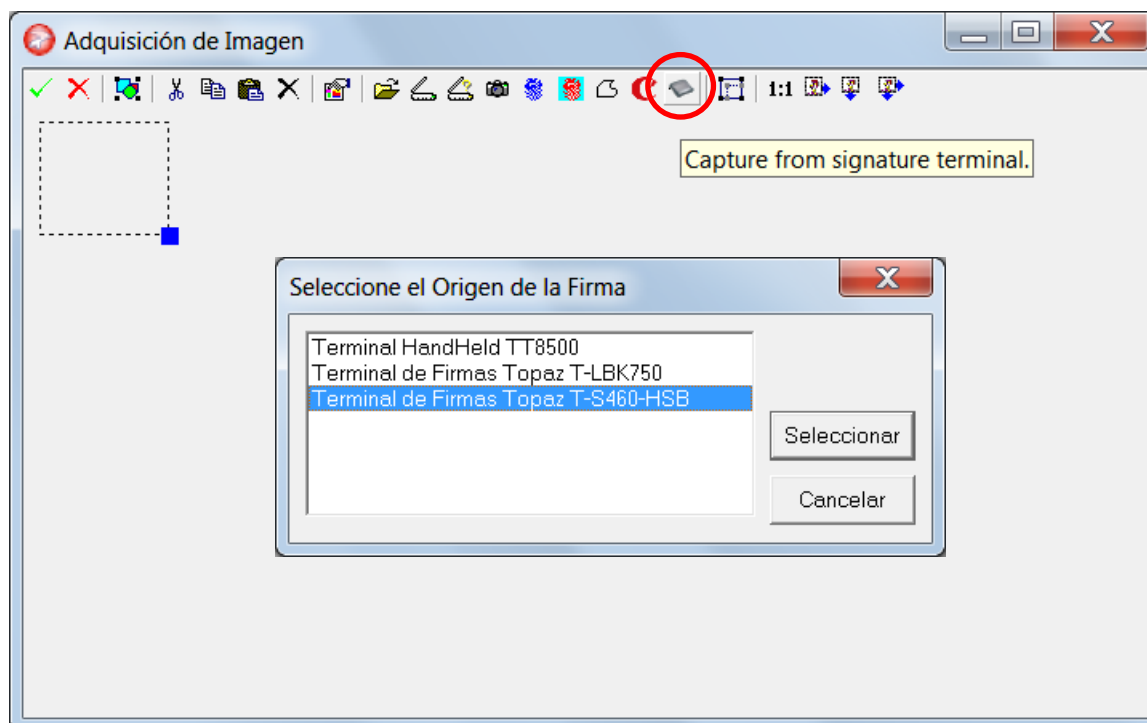 Adquisición de Imagen
1:1
Capture from signature terminal.
Seleccione el Origen de la Firma
Terminal HandHeld TT8500
Terminal de Firmas Topaz T-LBK750
Terminal de Firmas Topaz T-S460-HSB
Seleccionar
Cancelar